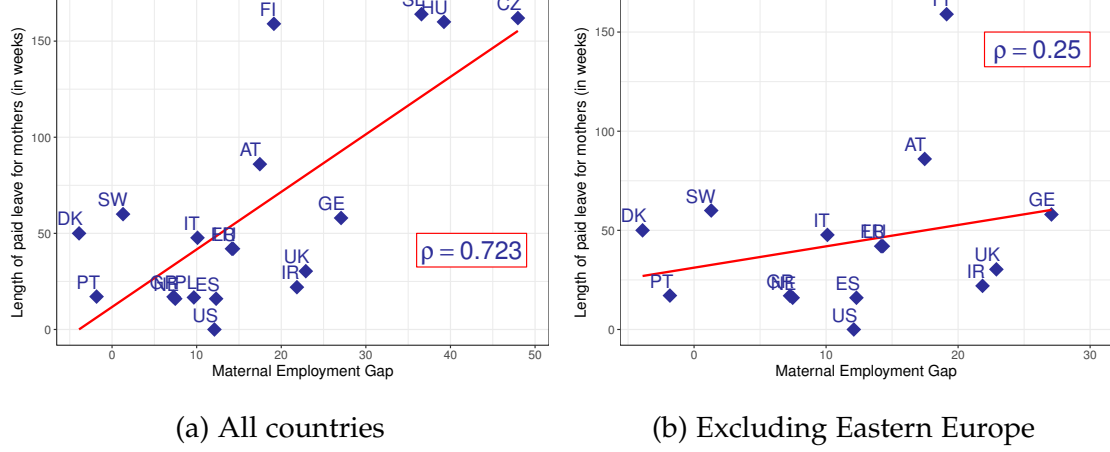 Length of paid leave for mothers (in weeks)
150
100
50
0
FI
HU
CZ
AT
SW
DK
GE
IT
UK
IR
PT
PL
ES
US
ρ = 0.723
0
10
20
30
40
50
Maternal Employment Gap
(a) All countries
Length of paid leave for mothers (in weeks)
150
100
50
0
FI
ρ = 0.25
AT
SW
DK
GE
IT
UK
IR
PT
ES
US
0
10
20
30
Maternal Employment Gap
(b) Excluding Eastern Europe